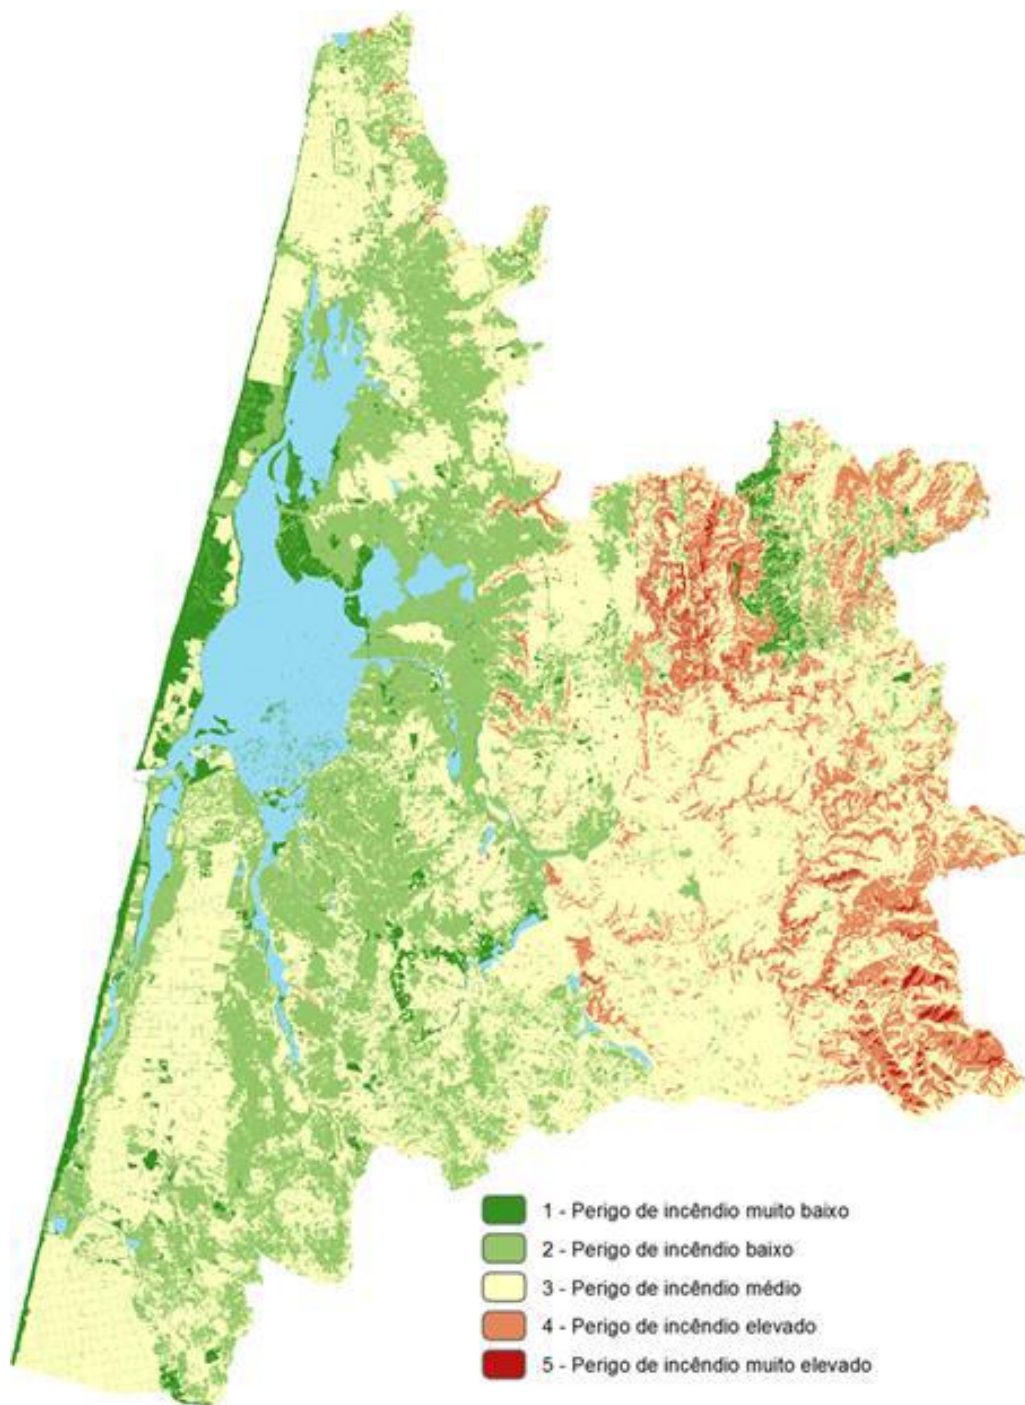 1 - Perigo de incêndio muito baixo
2 - Perigo de incêndio baixo
3 - Perigo de incêndio médio
4 - Perigo de incêndio elevado
5 - Perigo de incêndio muito elevado